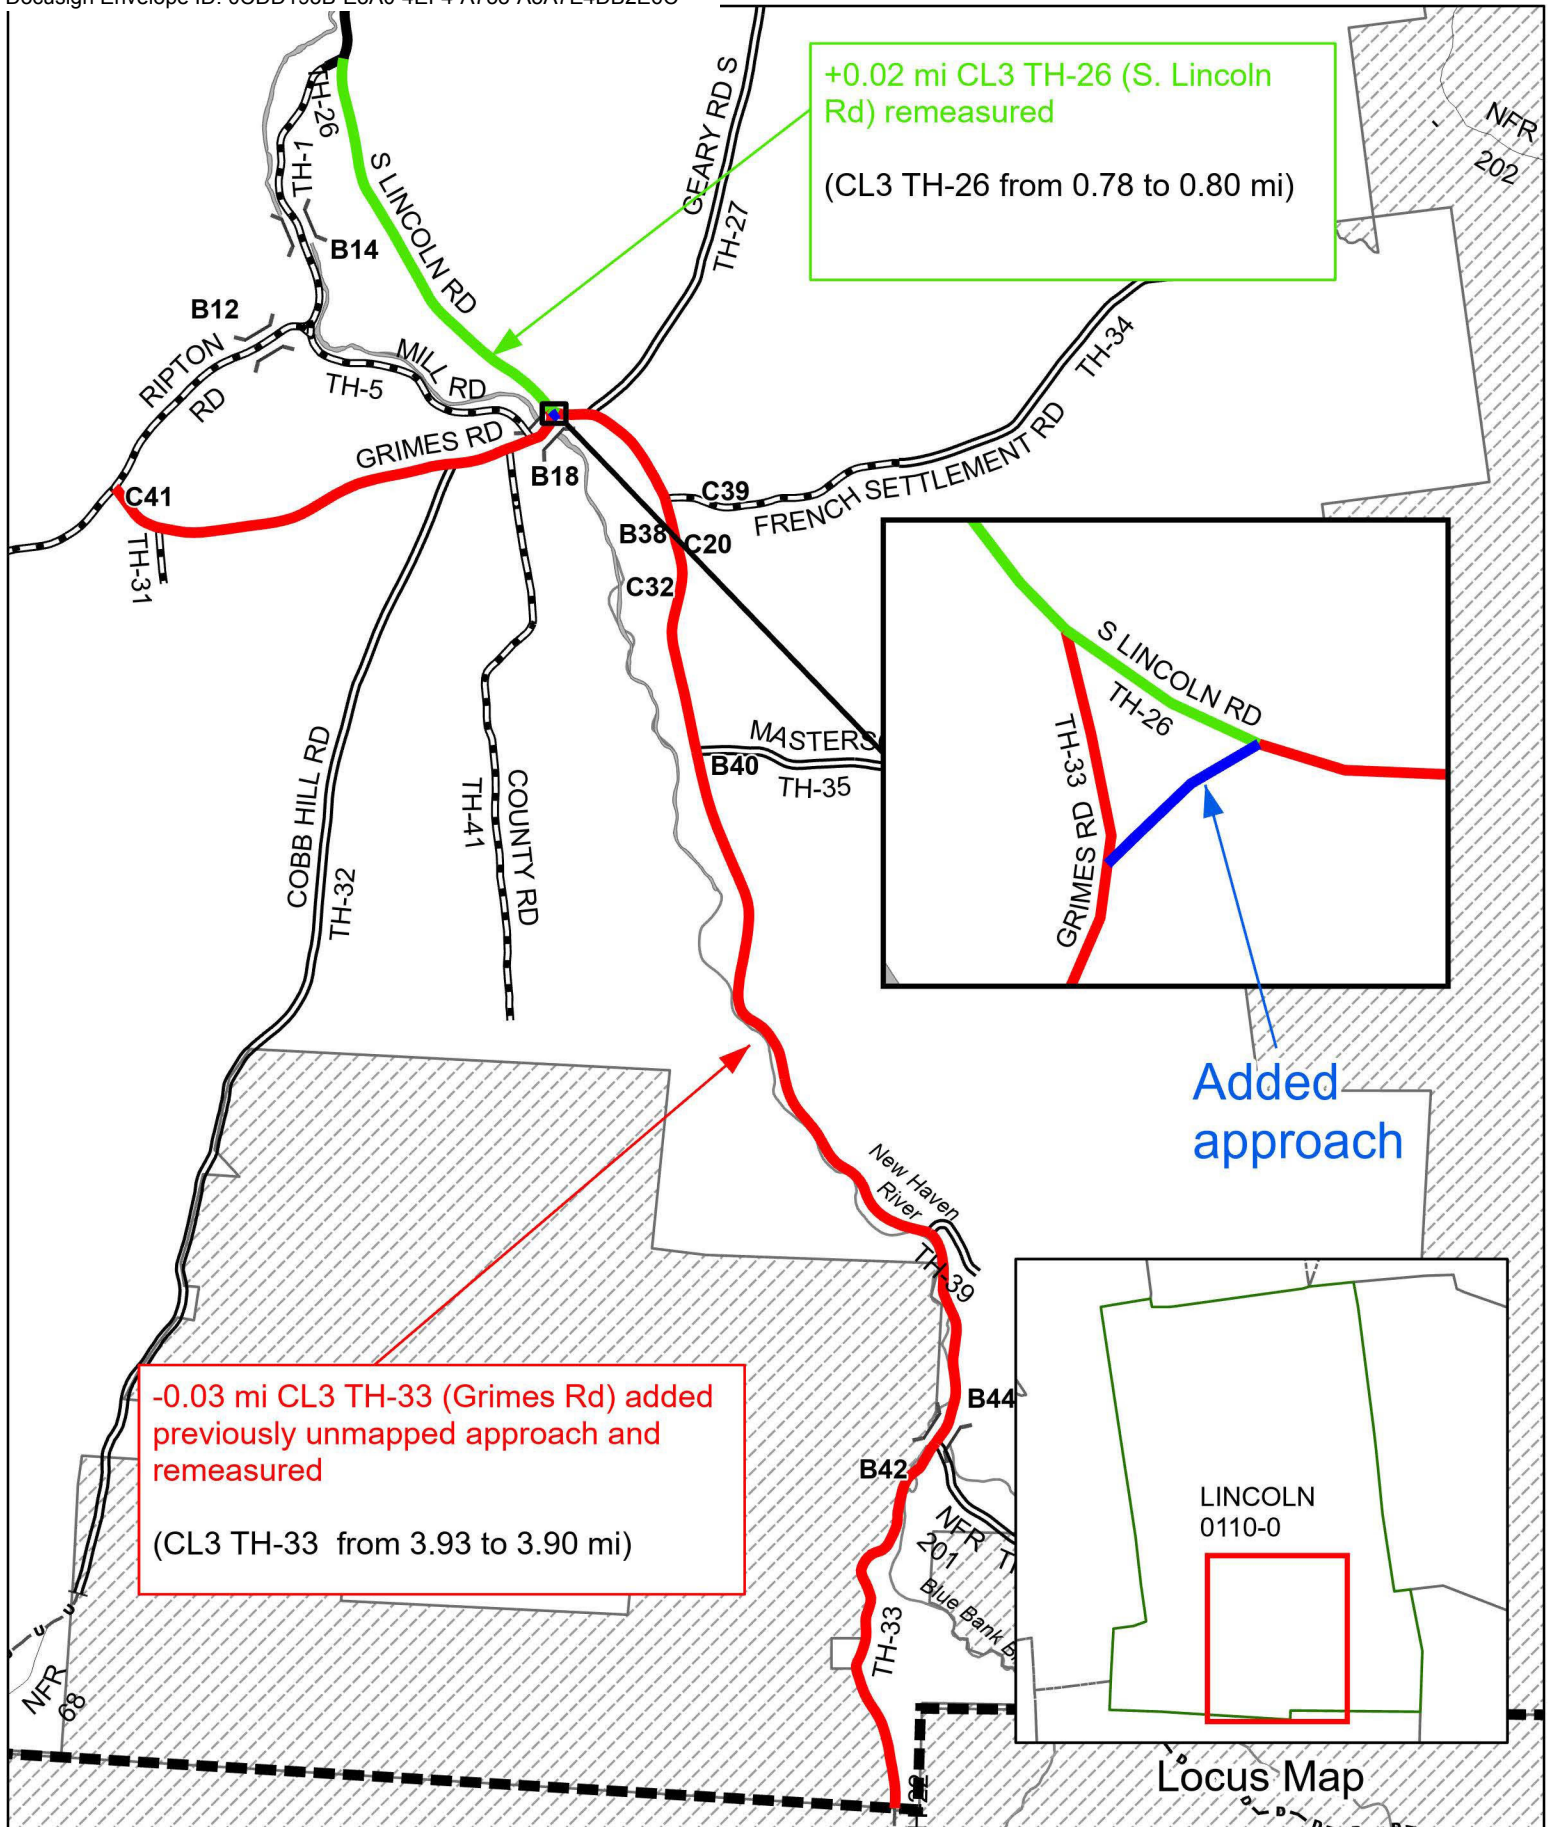 +0.02 mi CL3 TH-26 (S. Lincoln
Rd) remeasured
(CL3 TH-26 from 0.78 to 0.80 mi)
NFR
202
TH-26
TH-1
S LINCOLN RD
GEARY RD S
TH-27
B14
B12
RIPTON
RD
MILL RD
TH-5
TH-34
GRIMES RD
B18
C41
C39
FRENCH SETTLEMENT RD
B38
C20
C32
TH-31
S LINCOLN RD
TH-26
TH-33
GRIMES RD
MASTERS
B40
TH-35
COBB HILL RD
TH-32
COUNTY RD
TH-41
Added
approach
New Haven
River
TH-39
-0.03 mi CL3 TH-33 (Grimes Rd) added
previously unmapped approach and
remeasured
(CL3 TH-33 from 3.93 to 3.90 mi)
B44
B42
NFR
201
Blue Bank
LINCOLN
0110-0
TH-33
U
U
NFR
68
Locus Map
D
D
D